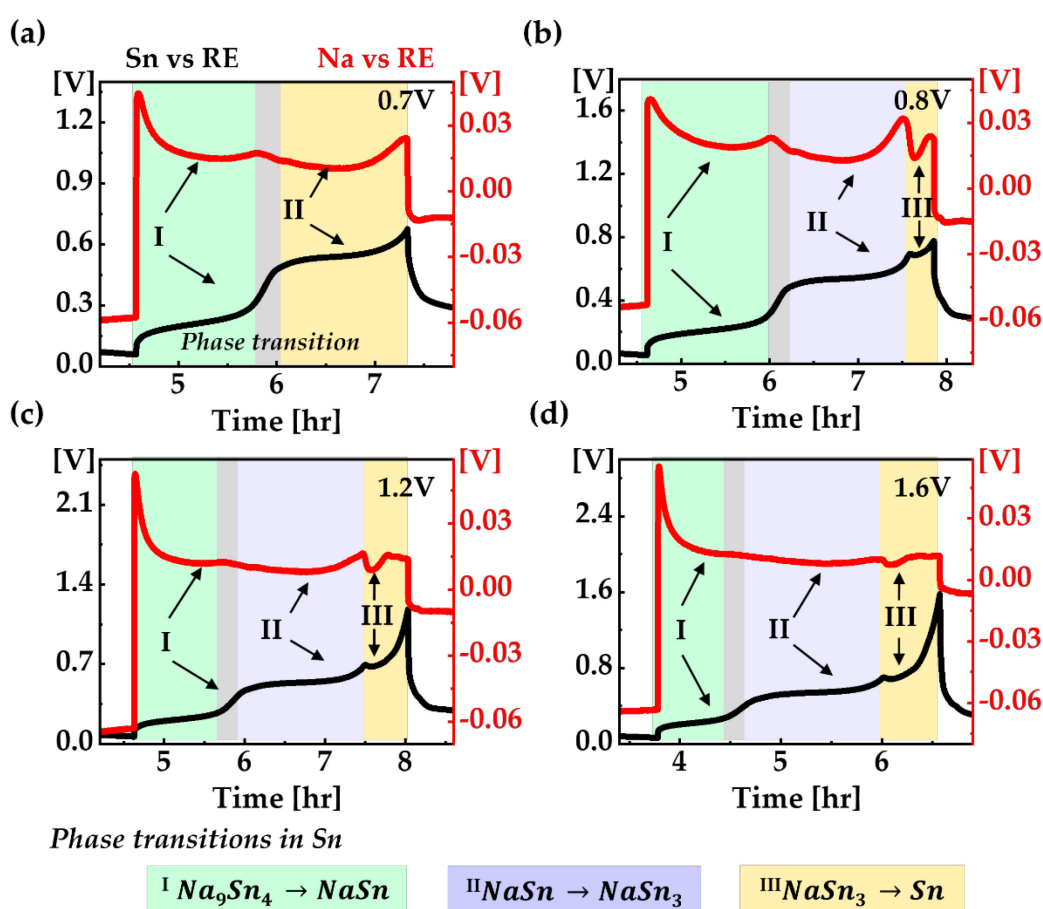 (a)
Sn vs RE
Na vs RE
[V]
[V]
0.7V
1.2
0.9
0.6
0.3
0.0
0.03
0.00
-0.03
-0.06
I
II
Phase transition
5
6
7
Time [hr]
(b)
[V]
[V]
0.8V
1.6
1.2
0.8
0.4
0.0
0.03
0.00
-0.03
-0.06
I
II
III
5
6
7
8
Time [hr]
(c)
[V]
[V]
1.2V
2.1
1.4
0.7
0.0
0.03
0.00
-0.03
-0.06
I
II
III
5
6
7
8
Time [hr]
(d)
[V]
[V]
1.6V
2.4
1.6
0.8
0.0
0.03
0.00
-0.03
-0.06
I
II
III
4
5
6
Time [hr]
Phase transitions in Sn
I Na₉Sn₄ → NaSn
II NaSn → NaSn₃
III NaSn₃ → Sn